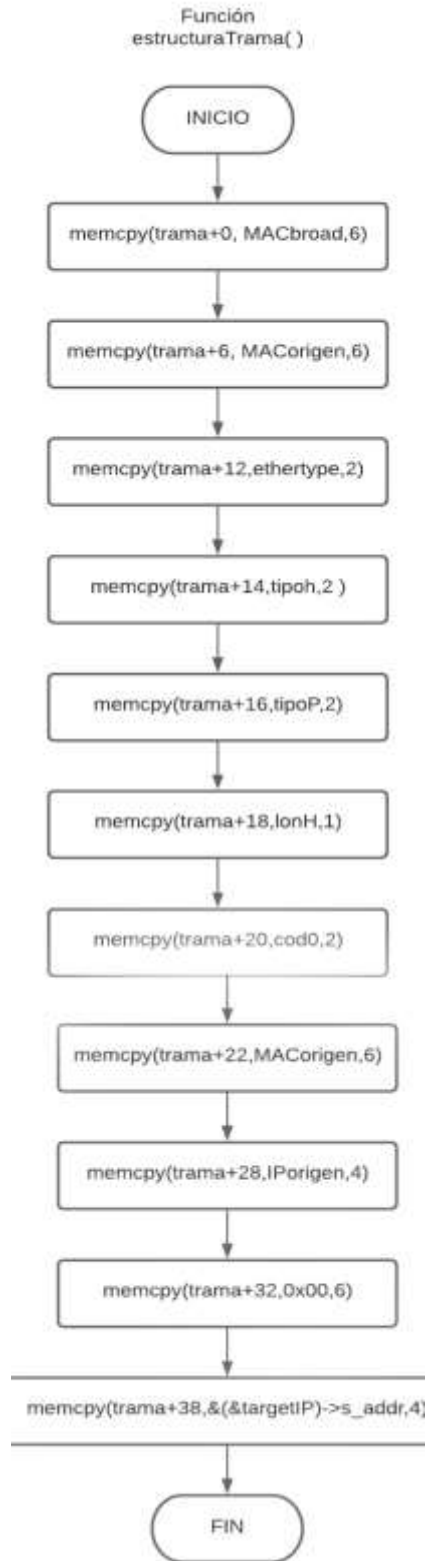 Función
estructuraTrama( )
INICIO
memcpy(trama+0, MACbroad,6)
memcpy(trama+6, MACorigen,6)
memcpy(trama+12,ethertype,2)
memcpy(trama+14,tipoh,2 )
memcpy(trama+16,tipoP,2)
memcpy(trama+18,lonH,1)
memcpy(trama+20,cod0,2)
memcpy(trama+22,MACorigen,6)
memcpy(trama+28,IPorigen,4)
memcpy(trama+32,0x00,6)
memcpy(trama+38,&(&targetIP)->s_addr,4)
FIN